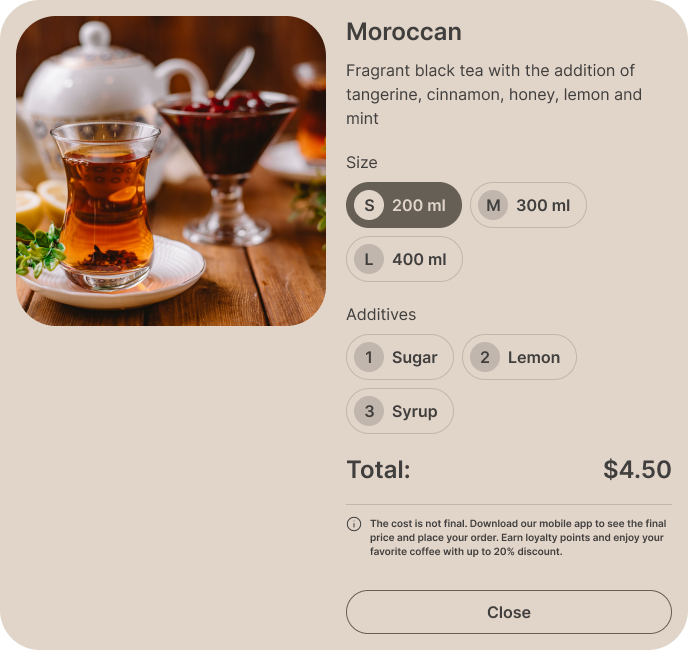 Moroccan
Fragrant black tea with the addition of
tangerine, cinnamon, honey, lemon and
mint
Size
S 200 ml M 300 ml
L 400 ml
Additives
1 Sugar 2 Lemon
3 Syrup
Total: $4.50
The cost is not final. Download our mobile app to see the final
price and place your order. Earn loyalty points and enjoy your
favorite coffee with up to 20% discount.
Close